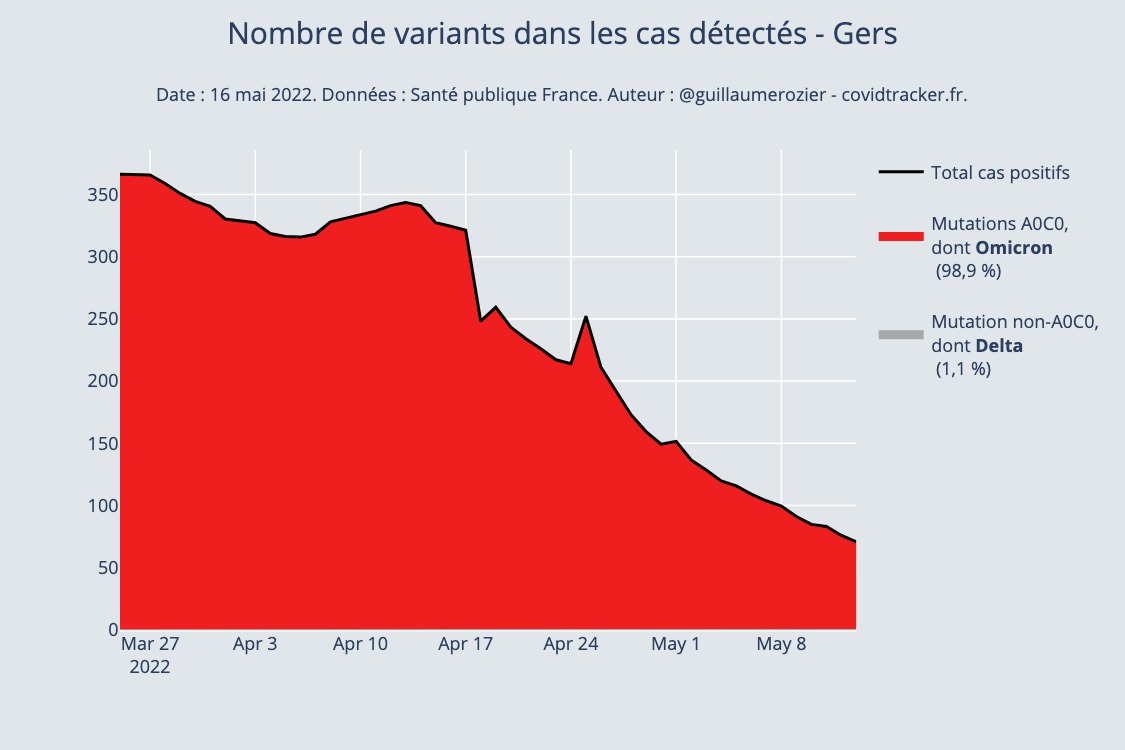 Nombre de variants dans les cas détectés - Gers
Date : 16 mai 2022. Données : Santé publique France. Auteur : @guillaumerozier - covidtracker.fr.
350
300
250
200
150
100
50
0
Mar 27
2022
Apr 3
Apr 10
Apr 17
Apr 24
May 1
May 8
Total cas positifs
Mutations A0C0,
dont Omicron
(98,9 %)
Mutation non-A0C0,
dont Delta
(1,1 %)